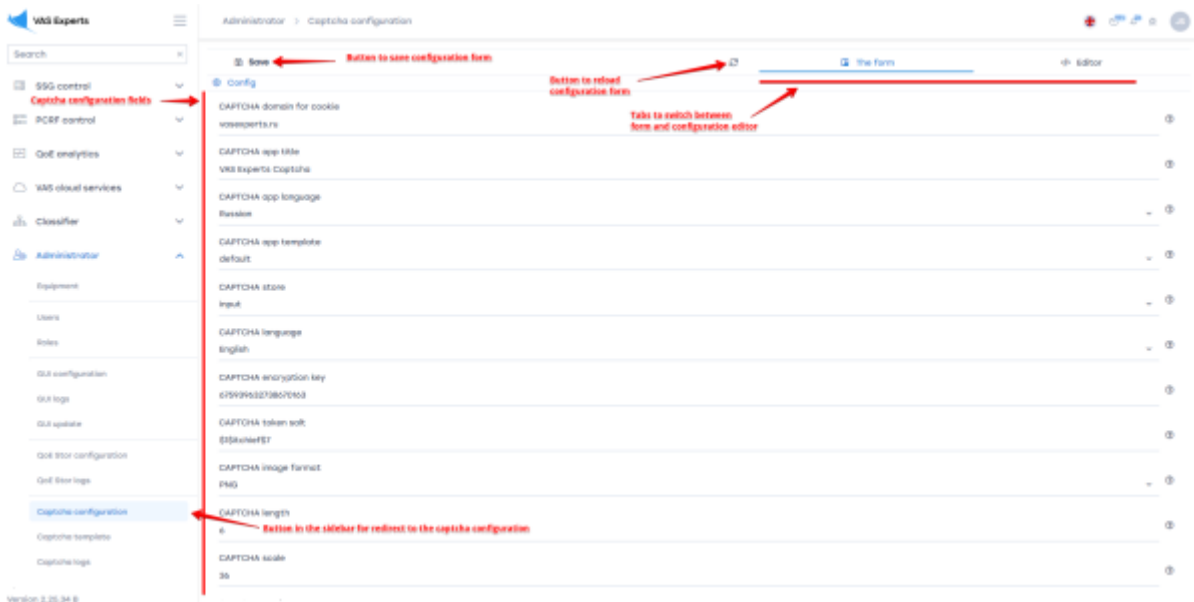 VAS Experts
Administrator > Captcha configuration
Search
Save
Button to save configuration form
Button to reload
configuration form
The form
Editor
Tabs to switch between
form and configuration editor
Config
SSG control
Captcha configuration fields
PCRF control
QoE analytics
VAS cloud services
Classifier
Administrator
Equipment
Users
Roles
GUI configuration
GUI logs
GUI update
QoE Stor configuration
QoE Stor logs
Captcha configuration
Captcha template
Captcha logs
CAPTCHA domain for cookie
vasexperts.ru
CAPTCHA app title
VAS Experts Captcha
CAPTCHA app language
Russian
CAPTCHA app template
default
CAPTCHA store
input
CAPTCHA language
English
CAPTCHA encryption key
CAPTCHA token salt
CAPTCHA image format
PNG
CAPTCHA length
6
Button in the sidebar for redirect to the captcha configuration
CAPTCHA scale
36